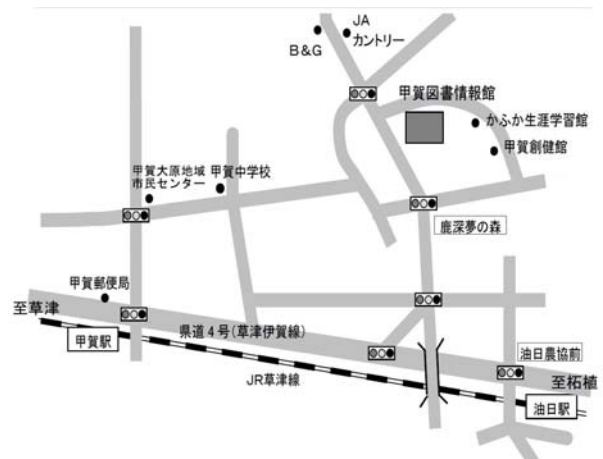 JA
カントリー
B&G
甲賀図書情報館
かふか生涯学習館
甲賀創健館
甲賀大原地域
市民センター
甲賀中学校
鹿深夢の森
甲賀郵便局
至草津
県道4号(草津伊賀線)
甲賀駅
油日農協前
JR草津線
至柘植
油日駅